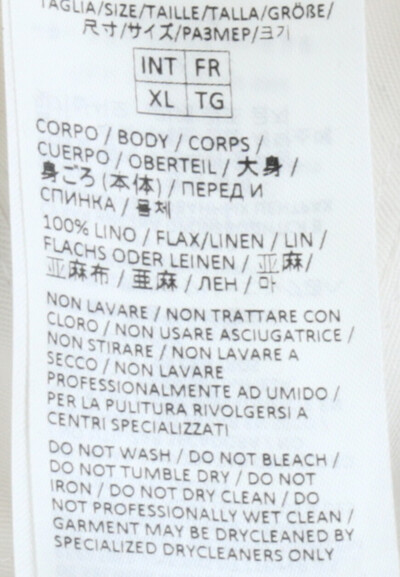 TAGLIA/SIZE/TAILLE/TALLA/GRÖßE/
尺寸/サイズ/РАЗМЕР/크기
INT FR
XL TG
CORPO / BODY / CORPS /
CUERPO / OBERTEIL / 大身 /
身ごろ (本体) / ПЕРЕД И
СПИНКА / 몸체
100% LINO / FLAX/LINEN / LIN /
FLACHS ODER LEINEN / 亚麻/
亚麻布 / 亜麻 / ЛЕН / 마
NON LAVARE / NON TRATTARE CON
CLORO / NON USARE ASCIUGATRICE /
NON STIRARE / NON LAVARE A
SECCO / NON LAVARE
PROFESSIONALMENTE AD UMIDO /
PER LA PULITURA RIVOLGERSI A
CENTRI SPECIALIZZATI
DO NOT WASH / DO NOT BLEACH /
DO NOT TUMBLE DRY / DO NOT
IRON / DO NOT DRY CLEAN / DO
NOT PROFESSIONALLY WET CLEAN /
GARMENT MAY BE DRYCLEANED BY
SPECIALIZED DRYCLEANERS ONLY